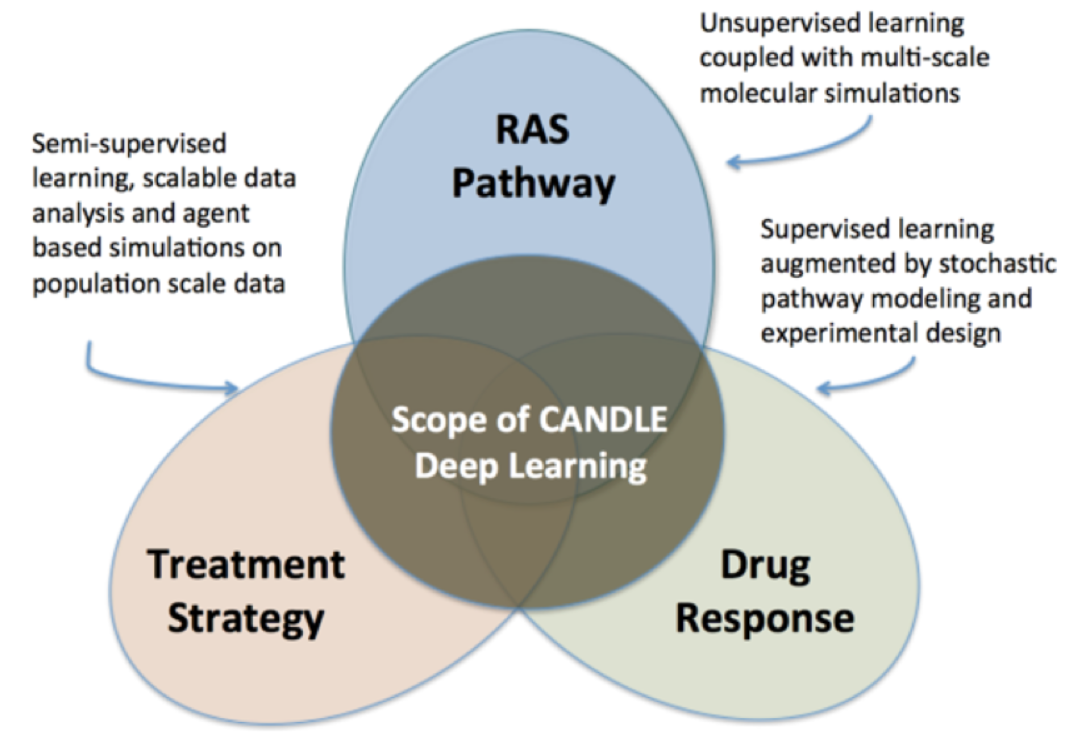 Unsupervised learning
coupled with multi-scale
molecular simulations
RAS
Pathway
Semi-supervised
learning, scalable data
analysis and agent
based simulations on
population scale data
Supervised learning
augmented by stochastic
pathway modeling and
experimental design
Scope of CANDLE
Deep Learning
Treatment
Strategy
Drug
Response